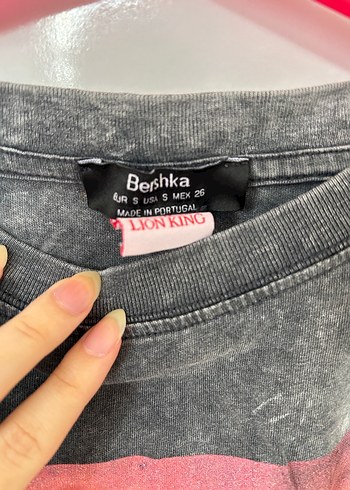 Bershka
EUR S USA S MEX 26
MADE IN PORTUGAL
LION KING